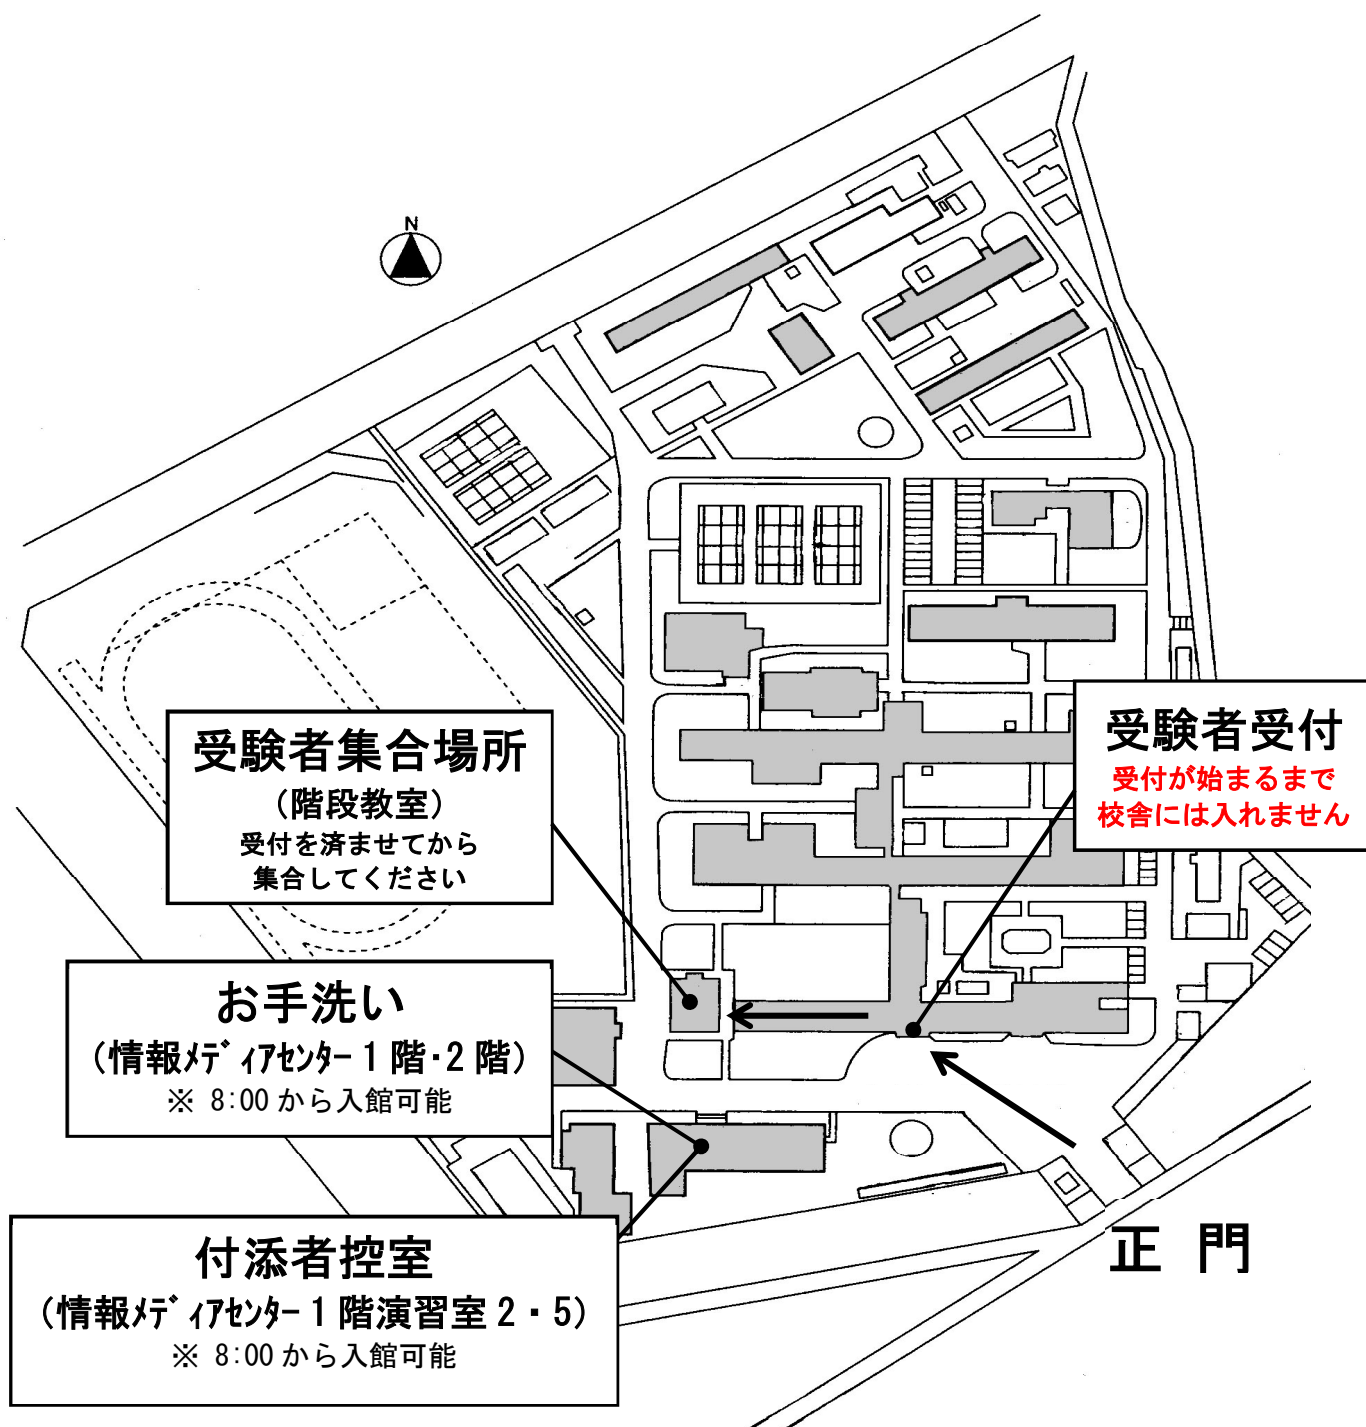 N
受験者集合場所
（階段教室）
受付を済ませてから
集合してください
受験者受付
受付が始まるまで
校舎には入れません
お手洗い
（情報ﾒﾃﾞｨｱｾﾝﾀｰ 1 階・2 階）
※ 8:00 から入館可能
付添者控室
（情報ﾒﾃﾞｨｱｾﾝﾀｰ 1 階演習室 2・5）
※ 8:00 から入館可能
正 門